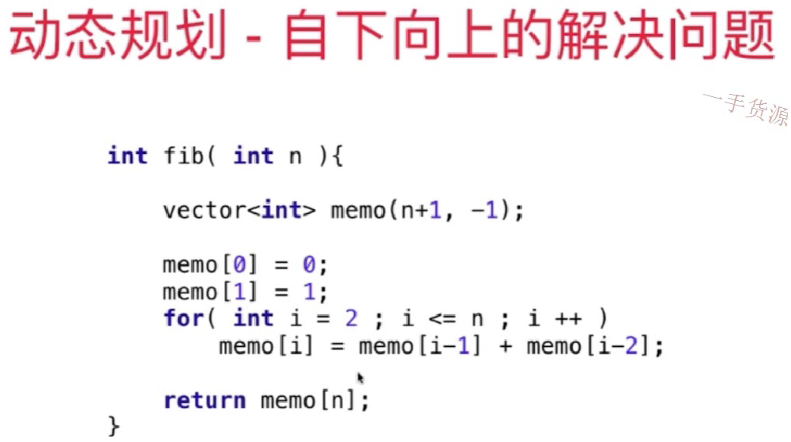 动态规划 - 自下向上的解决问题
一手货源
int fib( int n ){
vector<int> memo(n+1, -1);
memo[0] = 0;
memo[1] = 1;
for( int i = 2 ; i <= n ; i ++ )
memo[i] = memo[i-1] + memo[i-2];
return memo[n];
}